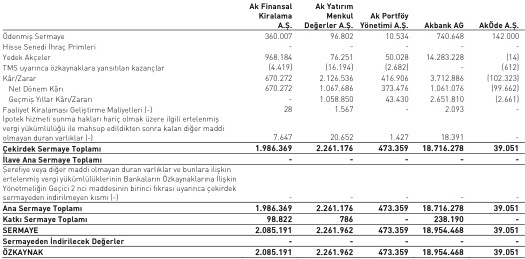 Ak Finansal Kiralama A.Ş. | Ak Yatırım Menkul Değerler A.Ş. | Ak Portföy Yönetimi A.Ş. | Akbank AG | AkÖde A.Ş.
Ödenmiş Sermaye 360.007 96.802 10.534 740.648 142.000
Hisse Senedi İhraç Primleri - - - - -
Yedek Akçeler 968.184 76.251 50.028 14.283.228 (14)
TMS uyarınca özkaynaklara yansıtılan kazançlar (4.419) (16.194) (2.682) - (612)
Kâr/Zarar 670.272 2.126.536 416.906 3.712.886 (102.323)
Net Dönem Kârı 670.272 1.067.686 373.476 1.061.076 (99.662)
Geçmiş Yıllar Kârı/Zararı - 1.058.850 43.430 2.651.810 (2.661)
Faaliyet Kiralaması Geliştirme Maliyetleri (-) 28 1.567 - 2.093 -
İpotek hizmeti sunma hakları hariç olmak üzere ilgili ertelenmiş
vergi yükümlülüğü ile mahsup edildikten sonra kalan diğer maddi
olmayan duran varlıklar (-) 7.647 20.652 1.427 18.391 -
Çekirdek Sermaye Toplamı 1.986.369 2.261.176 473.359 18.716.278 39.051
İlave Ana Sermaye Toplamı - - - - -
Şerefiye veya diğer maddi olmayan duran varlıklar ve bunlara ilişkin
ertelenmiş vergi yükümlülüklerinin Bankaların Özkaynaklarına İlişkin
Yönetmeliğin Geçici 2 nci maddesinin birinci fıkrası uyarınca çekirdek
sermayeden indirilmeyen kısmı (-) - - - - -
Ana Sermaye Toplamı 1.986.369 2.261.176 473.359 18.716.278 39.051
Katkı Sermaye Toplamı 98.822 786 - 238.190 -
SERMAYE 2.085.191 2.261.962 473.359 18.954.468 39.051
Sermayeden İndirilecek Değerler - - - - -
ÖZKAYNAK 2.085.191 2.261.962 473.359 18.954.468 39.051